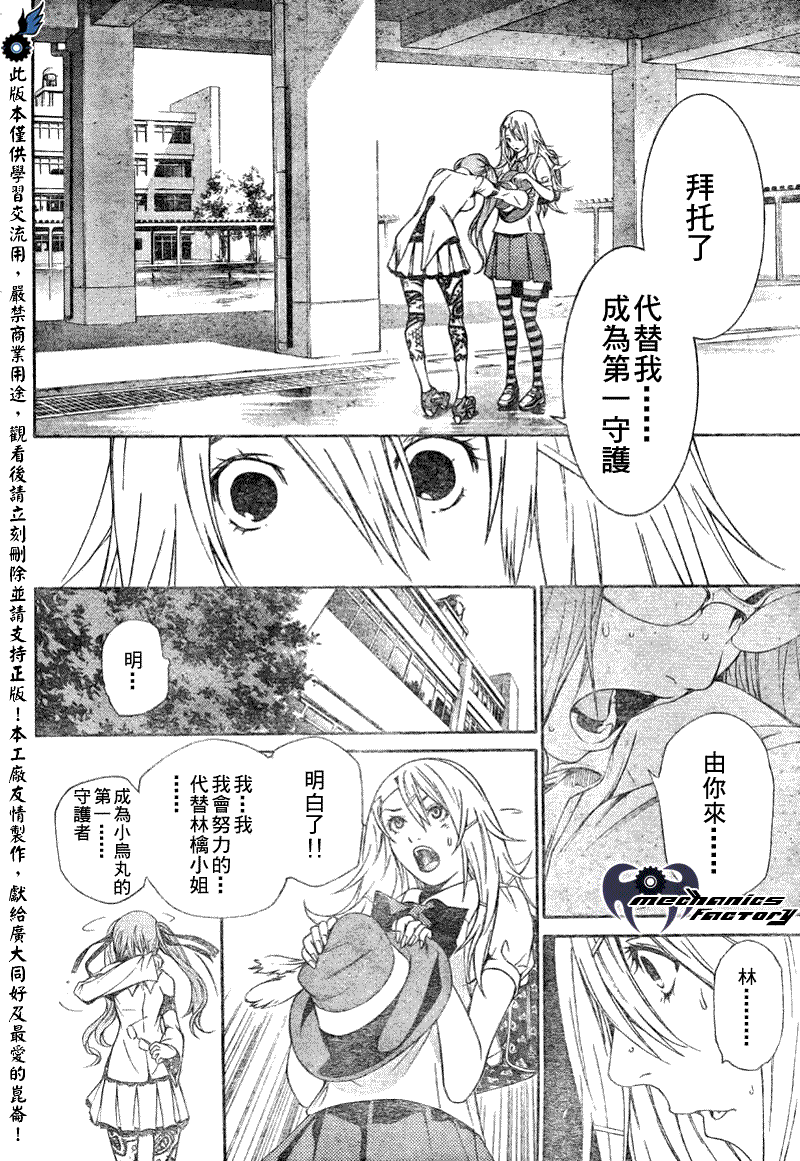 拜托了
代替我……
成為第一守護
由你來……
明…
林……
明白了!!
我…我
我會努力的…
代替林檎小姐
……
成為小烏丸的
第一……
守護者
mechanics
factory
此版本僅供學習交流用，嚴禁商業用途，觀看後請立刻刪除並請支持正版！本工廠友情製作，獻給廣大同好及最愛的崑崙！